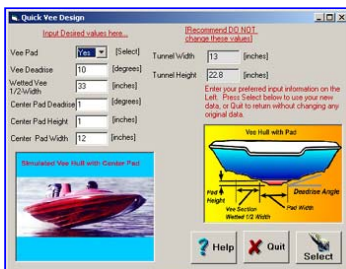 Quick Vee Design
Input Desired values here...
[Recommend DO NOT
change these values]
Vee Pad Yes [Select]
Vee Deadrise 10 [degrees]
Wetted Vee
1/2-Width 33 [inches]
Center Pad Deadrise 1 [degrees]
Center Pad Height 1 [inches]
Center Pad Width 12 [inches]
Tunnel Width 13 [inches]
Tunnel Height 22.8 [inches]
Enter your preferred input information on the
Left. Press Select below to use your new
data, or Quit to return without changing any
original data.
Simulated Vee Hull with Center Pad
Vee Hull with Pad
Pad
Height
Deadrise Angle
Vee Section
Wetted 1/2 Width
Pad Width
Help
Quit
Select